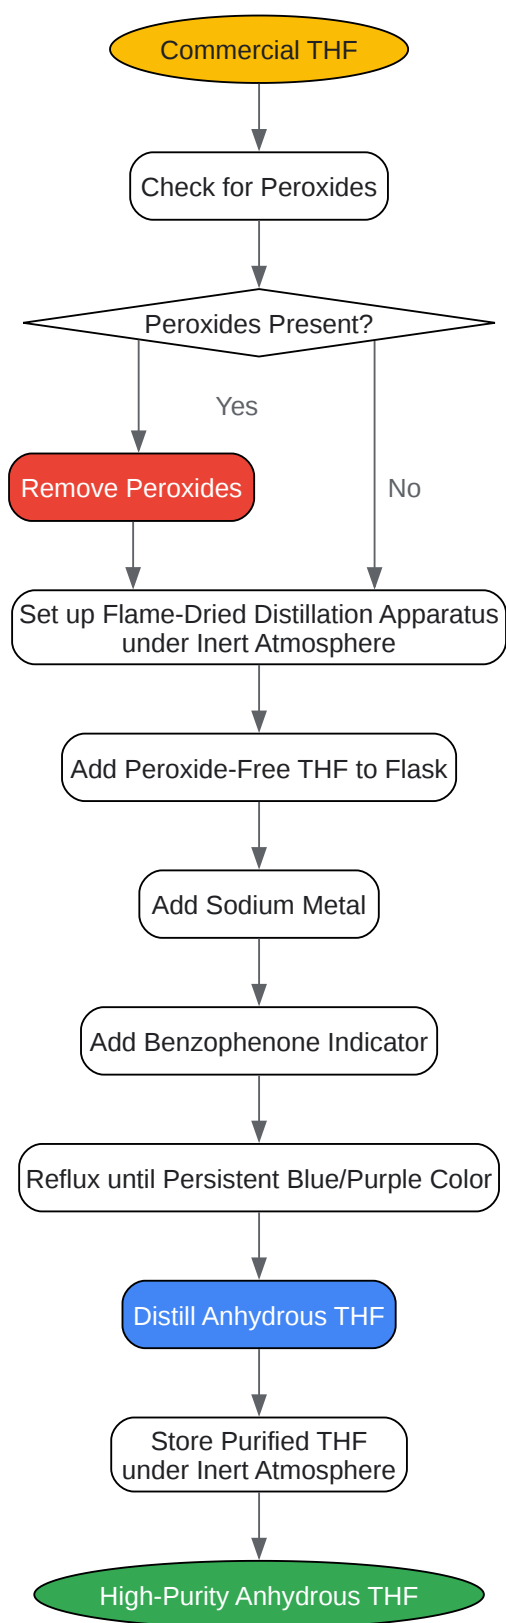 Commercial THF
Check for Peroxides
Peroxides Present?
Yes
Remove Peroxides
No
Set up Flame-Dried Distillation Apparatus
under Inert Atmosphere
Add Peroxide-Free THF to Flask
Add Sodium Metal
Add Benzophenone Indicator
Reflux until Persistent Blue/Purple Color
Distill Anhydrous THF
Store Purified THF
under Inert Atmosphere
High-Purity Anhydrous THF